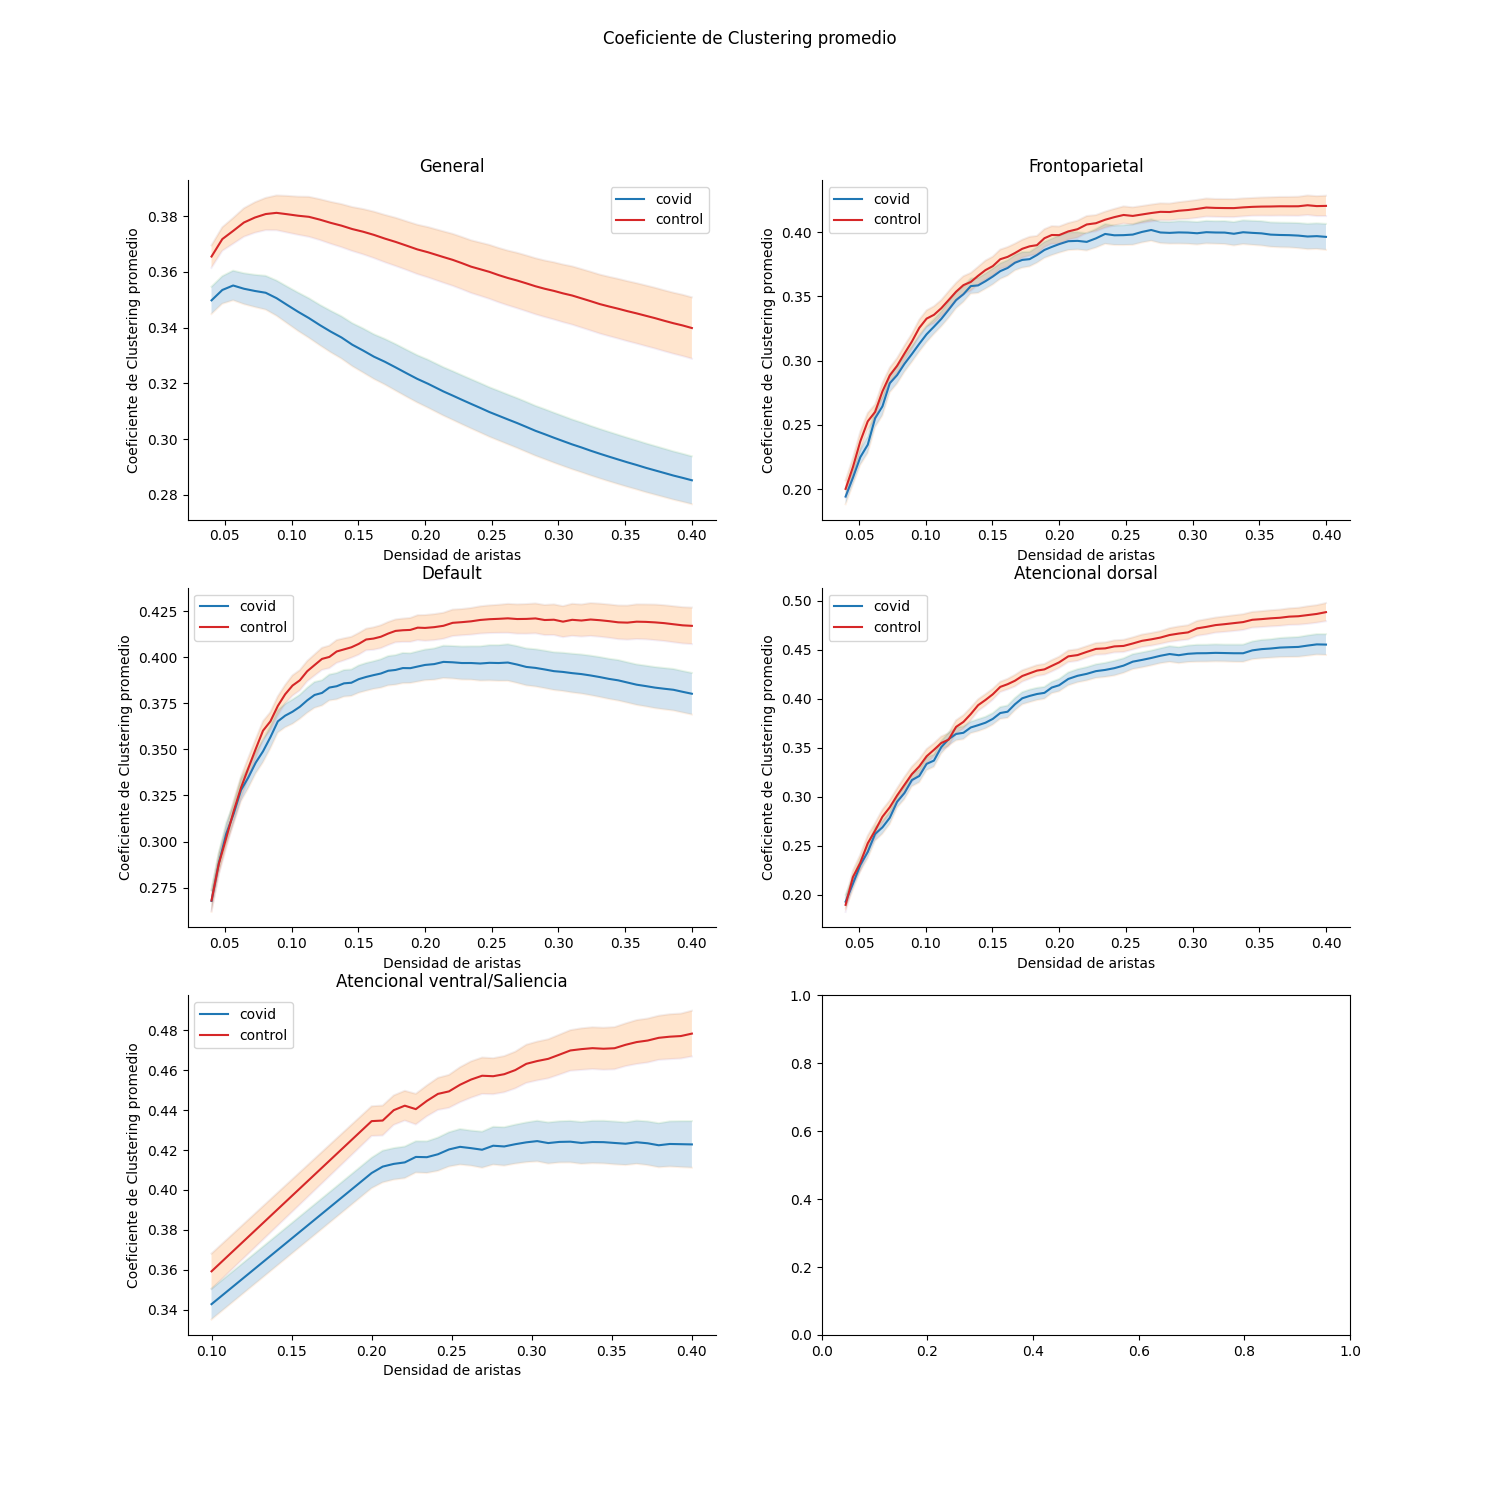 Coeficiente de Clustering promedio
General
Coeficiente de Clustering promedio
0.38
0.36
0.34
0.32
0.30
0.28
covid
control
0.05 0.10 0.15 0.20 0.25 0.30 0.35 0.40
Densidad de aristas
Frontoparietal
Coeficiente de Clustering promedio
0.40
0.35
0.30
0.25
0.20
covid
control
0.05 0.10 0.15 0.20 0.25 0.30 0.35 0.40
Densidad de aristas
Default
Coeficiente de Clustering promedio
0.425
0.400
0.375
0.350
0.325
0.300
0.275
covid
control
0.05 0.10 0.15 0.20 0.25 0.30 0.35 0.40
Densidad de aristas
Atencional dorsal
Coeficiente de Clustering promedio
0.50
0.45
0.40
0.35
0.30
0.25
0.20
covid
control
0.05 0.10 0.15 0.20 0.25 0.30 0.35 0.40
Densidad de aristas
Atencional ventral/Saliencia
Coeficiente de Clustering promedio
0.48
0.46
0.44
0.42
0.40
0.38
0.36
0.34
covid
control
0.10 0.15 0.20 0.25 0.30 0.35 0.40
Densidad de aristas
1.0
0.8
0.6
0.4
0.2
0.0
0.0 0.2 0.4 0.6 0.8 1.0